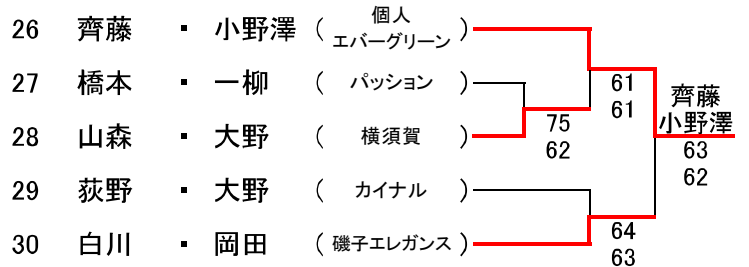 26 齊藤 ・ 小野澤 ( 個人
エバーグリーン )
27 橋本 ・ 一柳 ( パッション )
61
61
齊藤
小野澤
28 山森 ・ 大野 ( 横須賀 )
75
62
63
62
29 荻野 ・ 大野 ( カイナル )
30 白川 ・ 岡田 ( 磯子エレガンス )
64
63